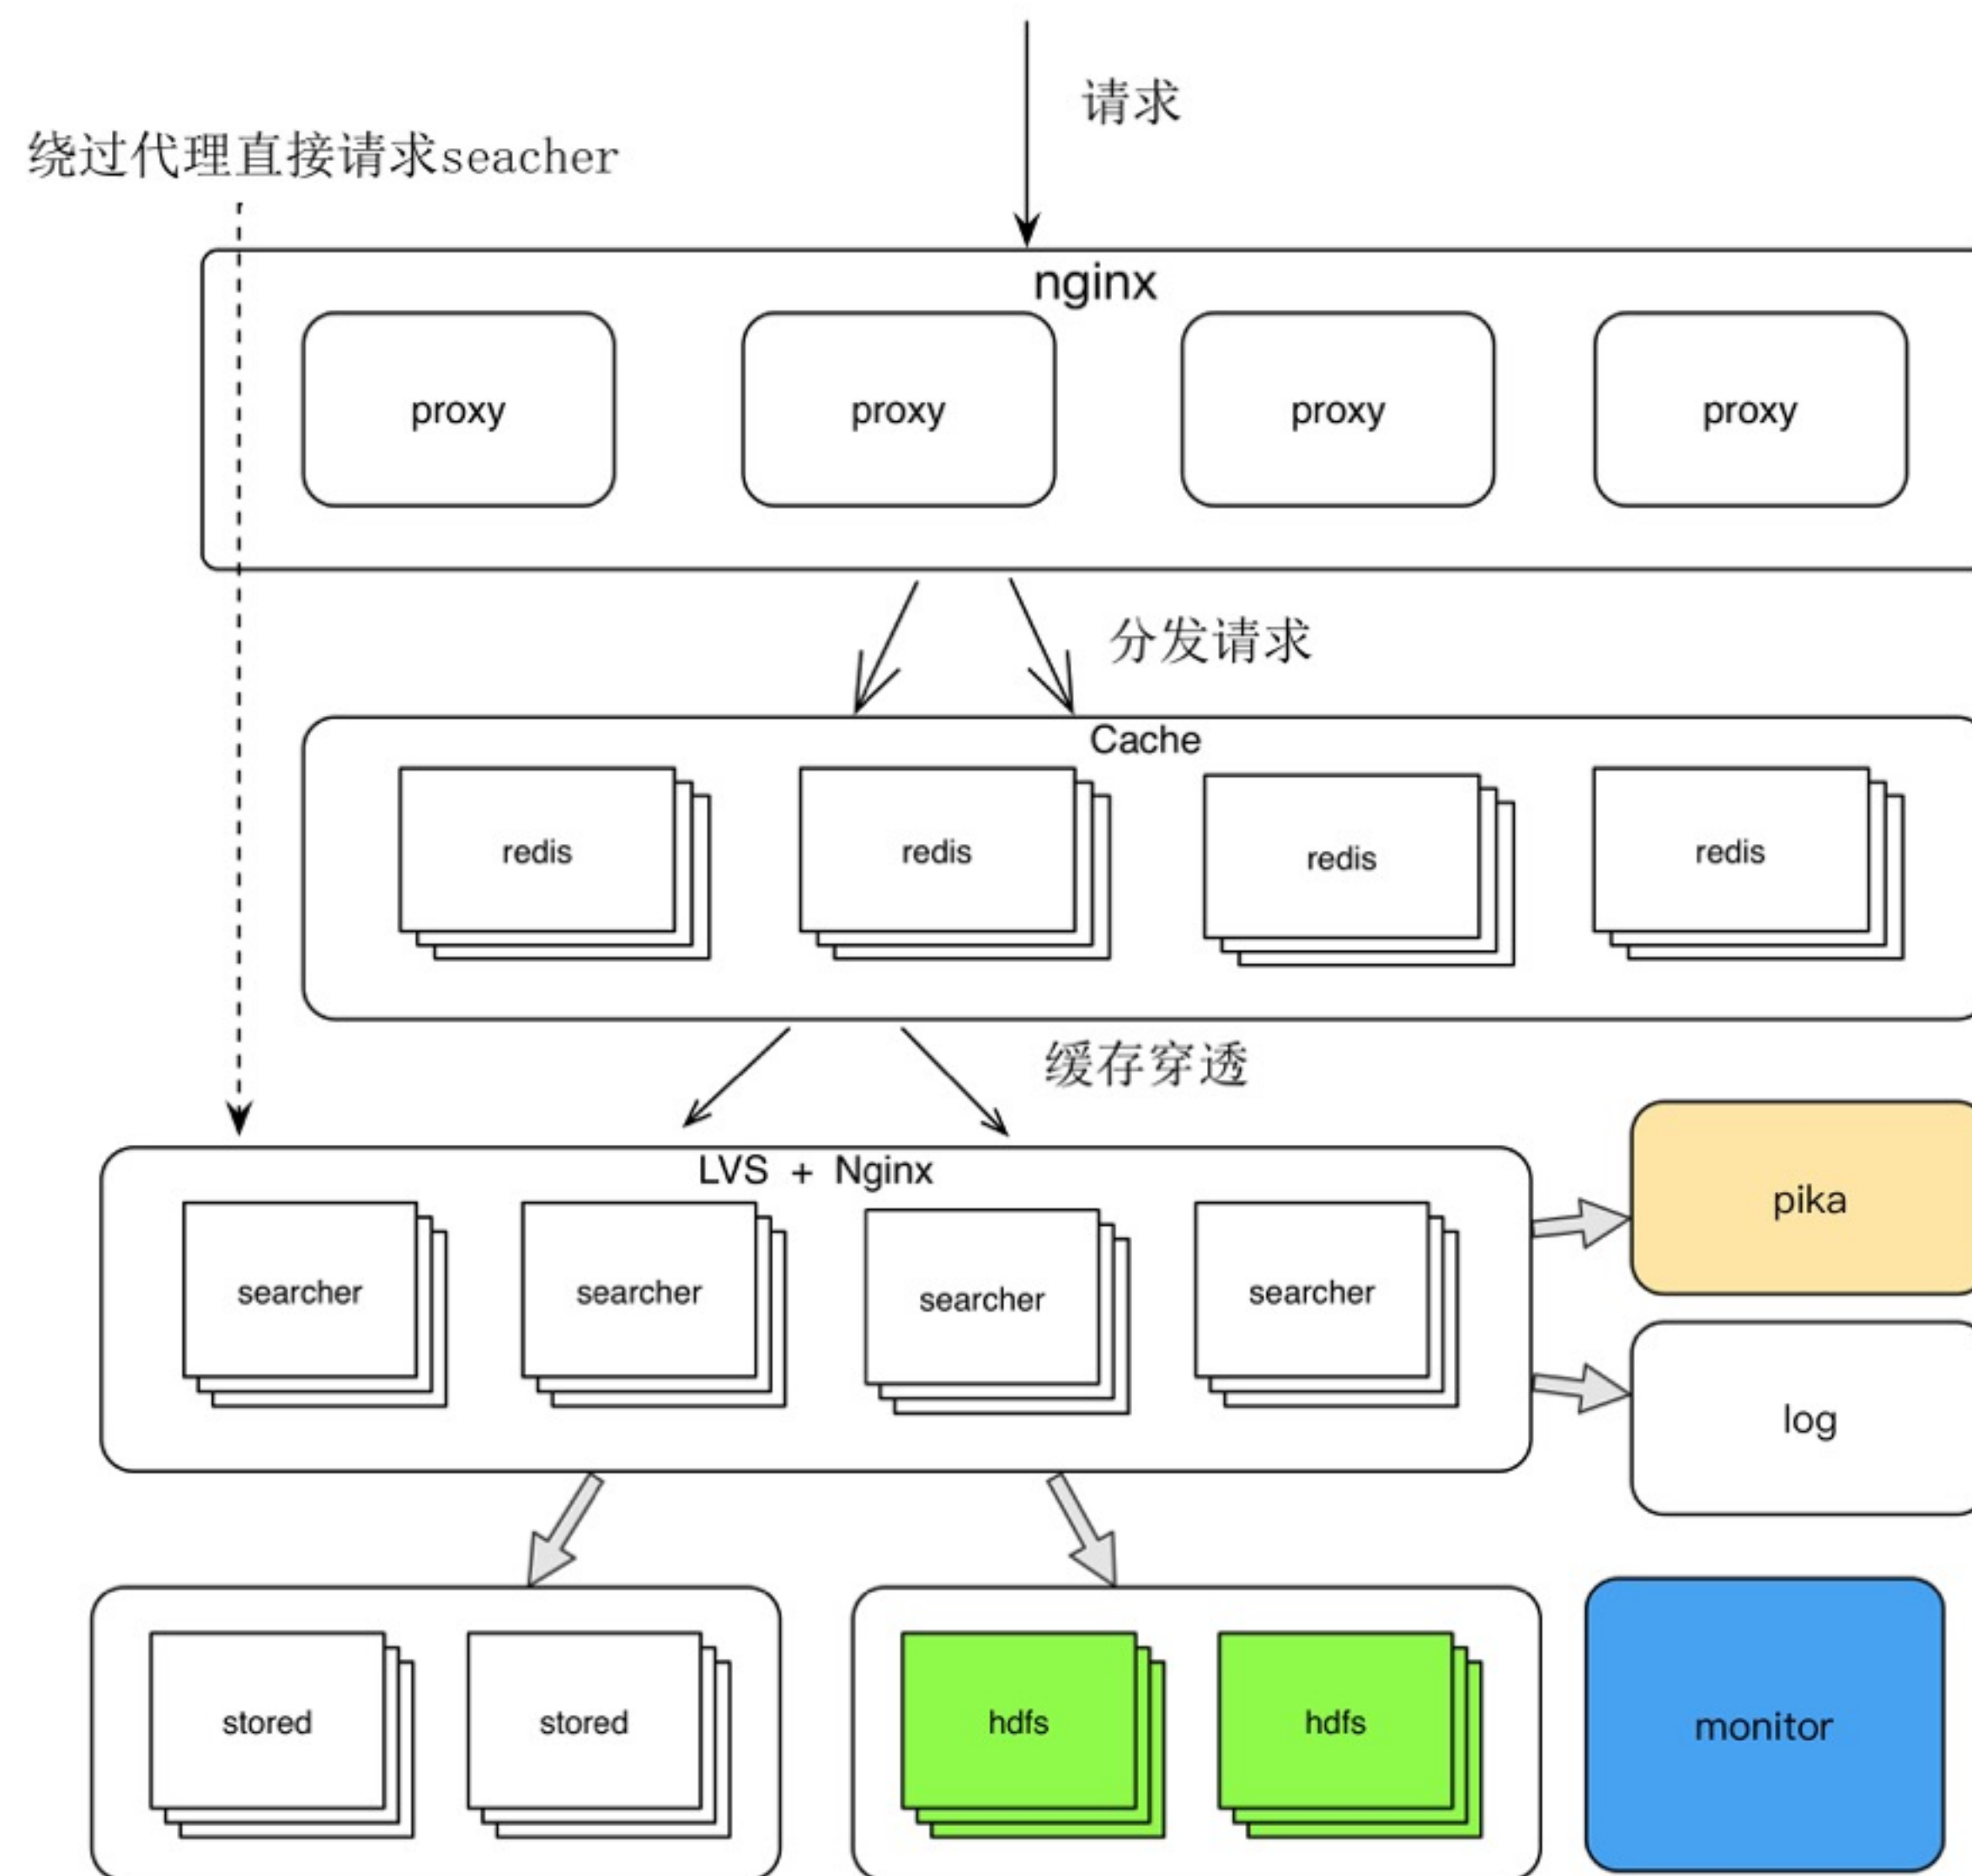 请求
绕过代理直接请求seacher
nginx
proxy proxy proxy proxy
分发请求
Cache
redis redis redis redis
缓存穿透
LVS + Nginx
pika
searcher searcher searcher searcher
log
stored stored hdfs hdfs monitor